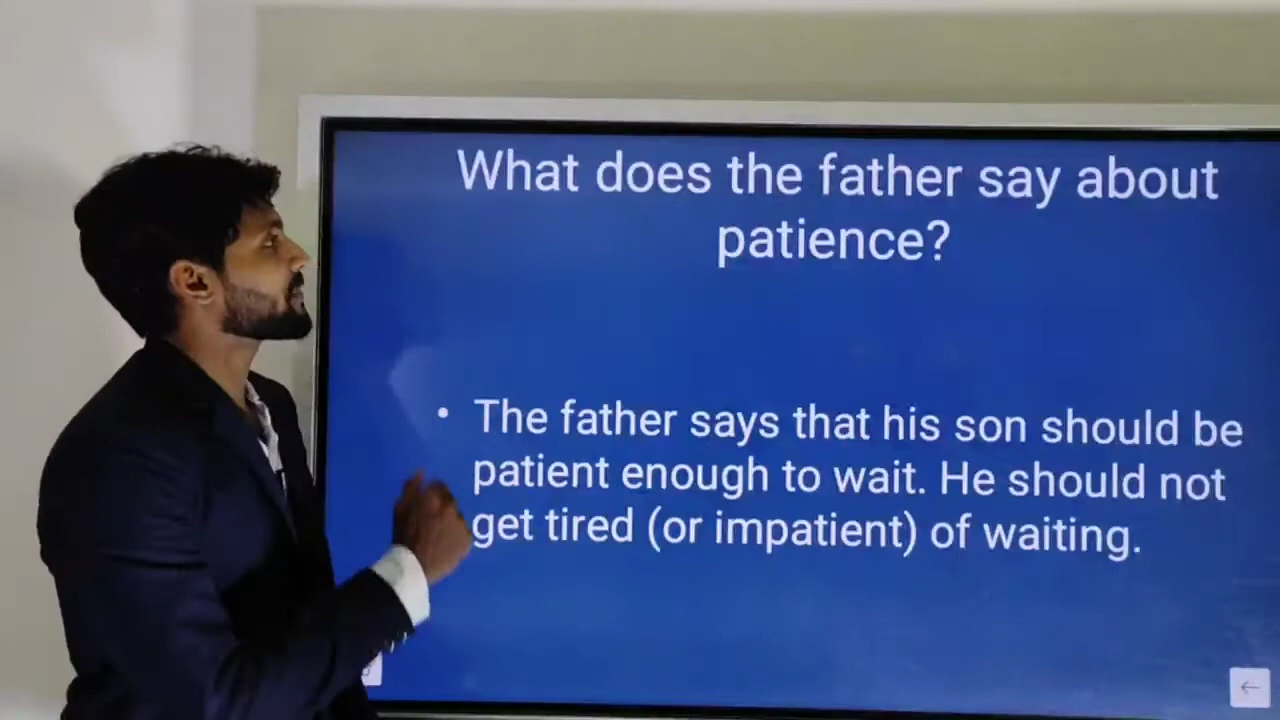 What does the father say about
patience?
• The father says that his son should be
patient enough to wait. He should not
get tired (or impatient) of waiting.